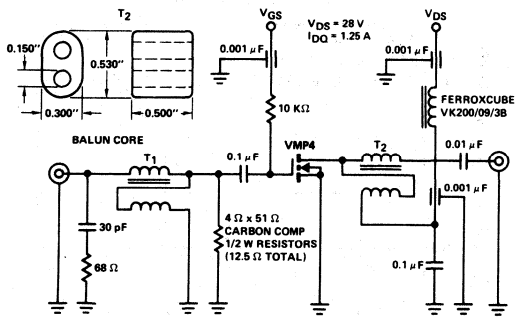 T2
0.150"
0.530"
0.300"
0.500"
BALUN CORE
VGS
0.001 µF
10 KΩ
VDS = 28 V
IDQ = 1.25 A
VDS
0.001 µF
FERROXCUBE
VK200/09/3B
T1
0.1 µF
VMP4
T2
0.01 µF
30 pF
68 Ω
4 Ω x 51 Ω
CARBON COMP
1/2 W RESISTORS
(12.5 Ω TOTAL)
0.001 µF
0.1 µF